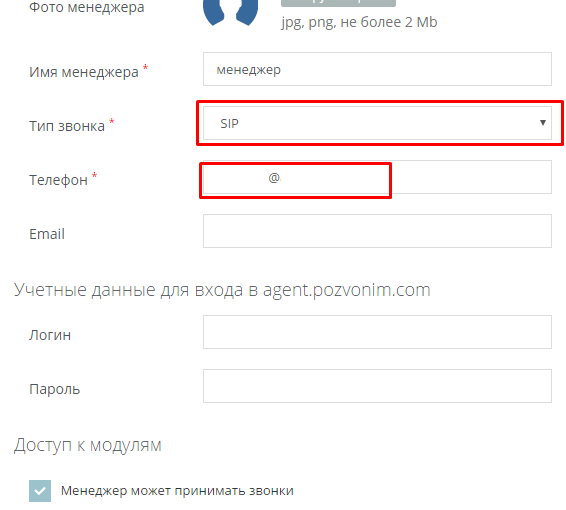 Фото менеджера
jpg, png, не более 2 Mb
Имя менеджера *
менеджер
Тип звонка *
SIP
Телефон *
@
Email
Учетные данные для входа в agent.pozvonim.com
Логин
Пароль
Доступ к модулям
Менеджер может принимать звонки